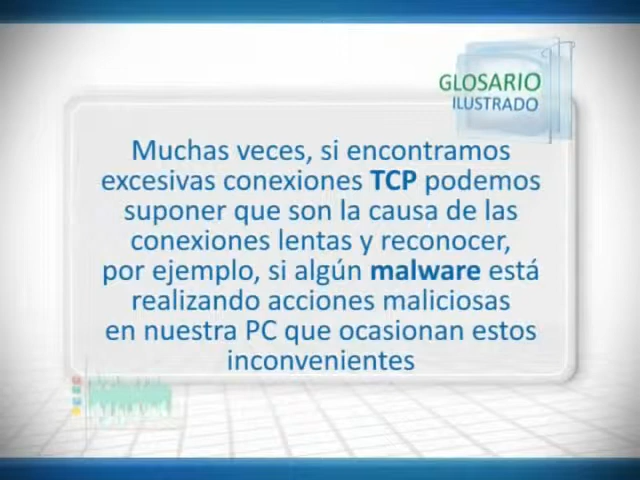 GLOSARIO
ILUSTRADO
Muchas veces, si encontramos
excesivas conexiones TCP podemos
suponer que son la causa de las
conexiones lentas y reconocer,
por ejemplo, si algún malware está
realizando acciones maliciosas
en nuestra PC que ocasionan estos
inconvenientes